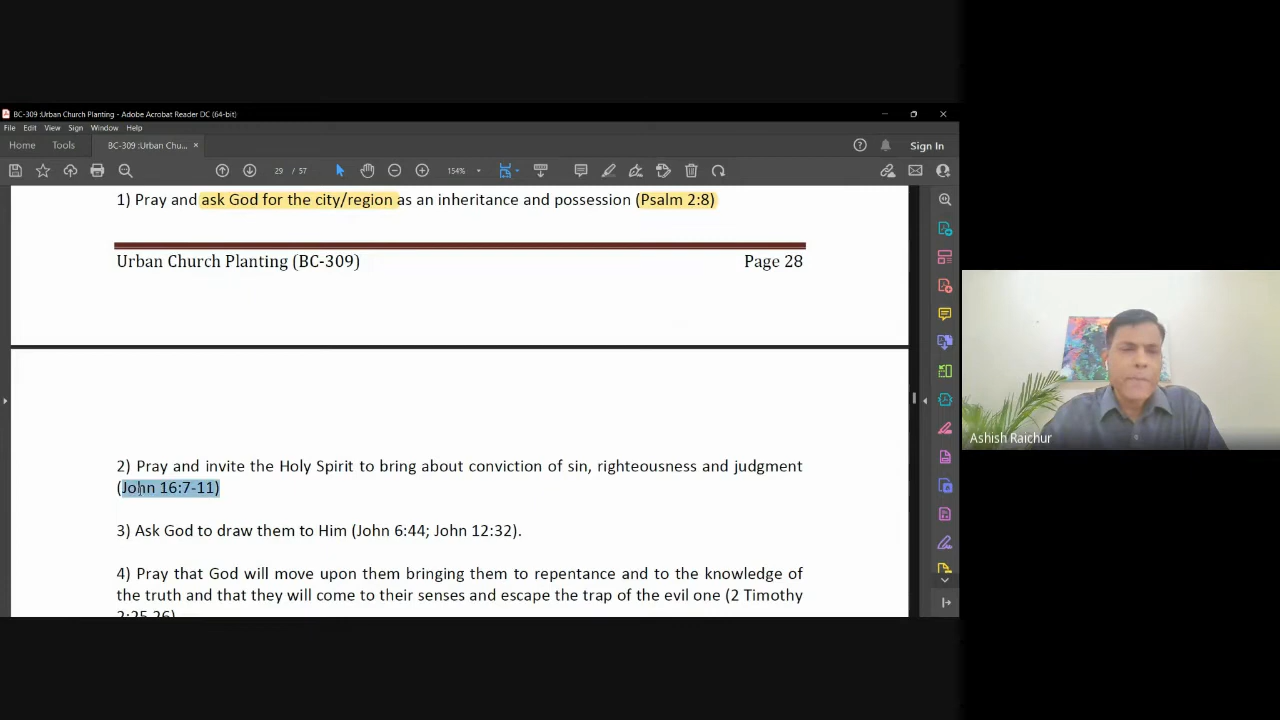 BC-309 :Urban Church Planting - Adobe Acrobat Reader DC (64-bit)
File Edit View Sign Window Help
Home Tools BC-309 :Urban Chu... × Sign In
29 / 57 154%
1) Pray and ask God for the city/region as an inheritance and possession (Psalm 2:8)
Urban Church Planting (BC-309) Page 28
2) Pray and invite the Holy Spirit to bring about conviction of sin, righteousness and judgment
(John 16:7-11)
3) Ask God to draw them to Him (John 6:44; John 12:32).
4) Pray that God will move upon them bringing them to repentance and to the knowledge of
the truth and that they will come to their senses and escape the trap of the evil one (2 Timothy
2:25,26)
Ashish Raichur